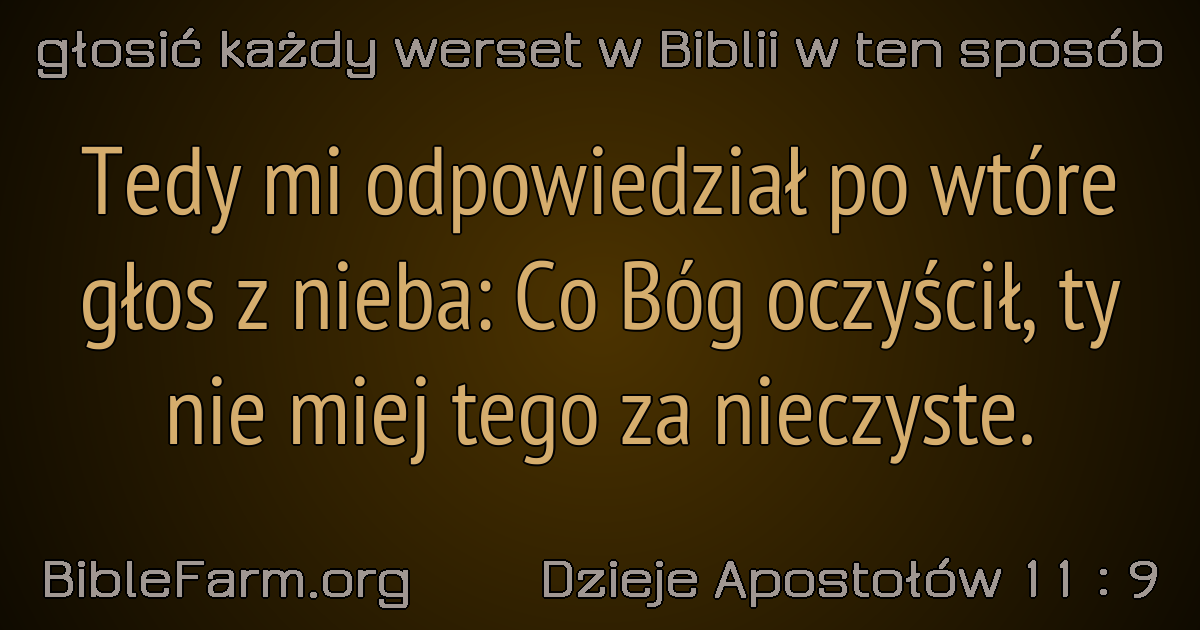 głosić każdy werset w Biblii w ten sposób
Tedy mi odpowiedział po wtóre
głos z nieba: Co Bóg oczyścił, ty
nie miej tego za nieczyste.
BibleFarm.org Dzieje Apostołów 11 : 9